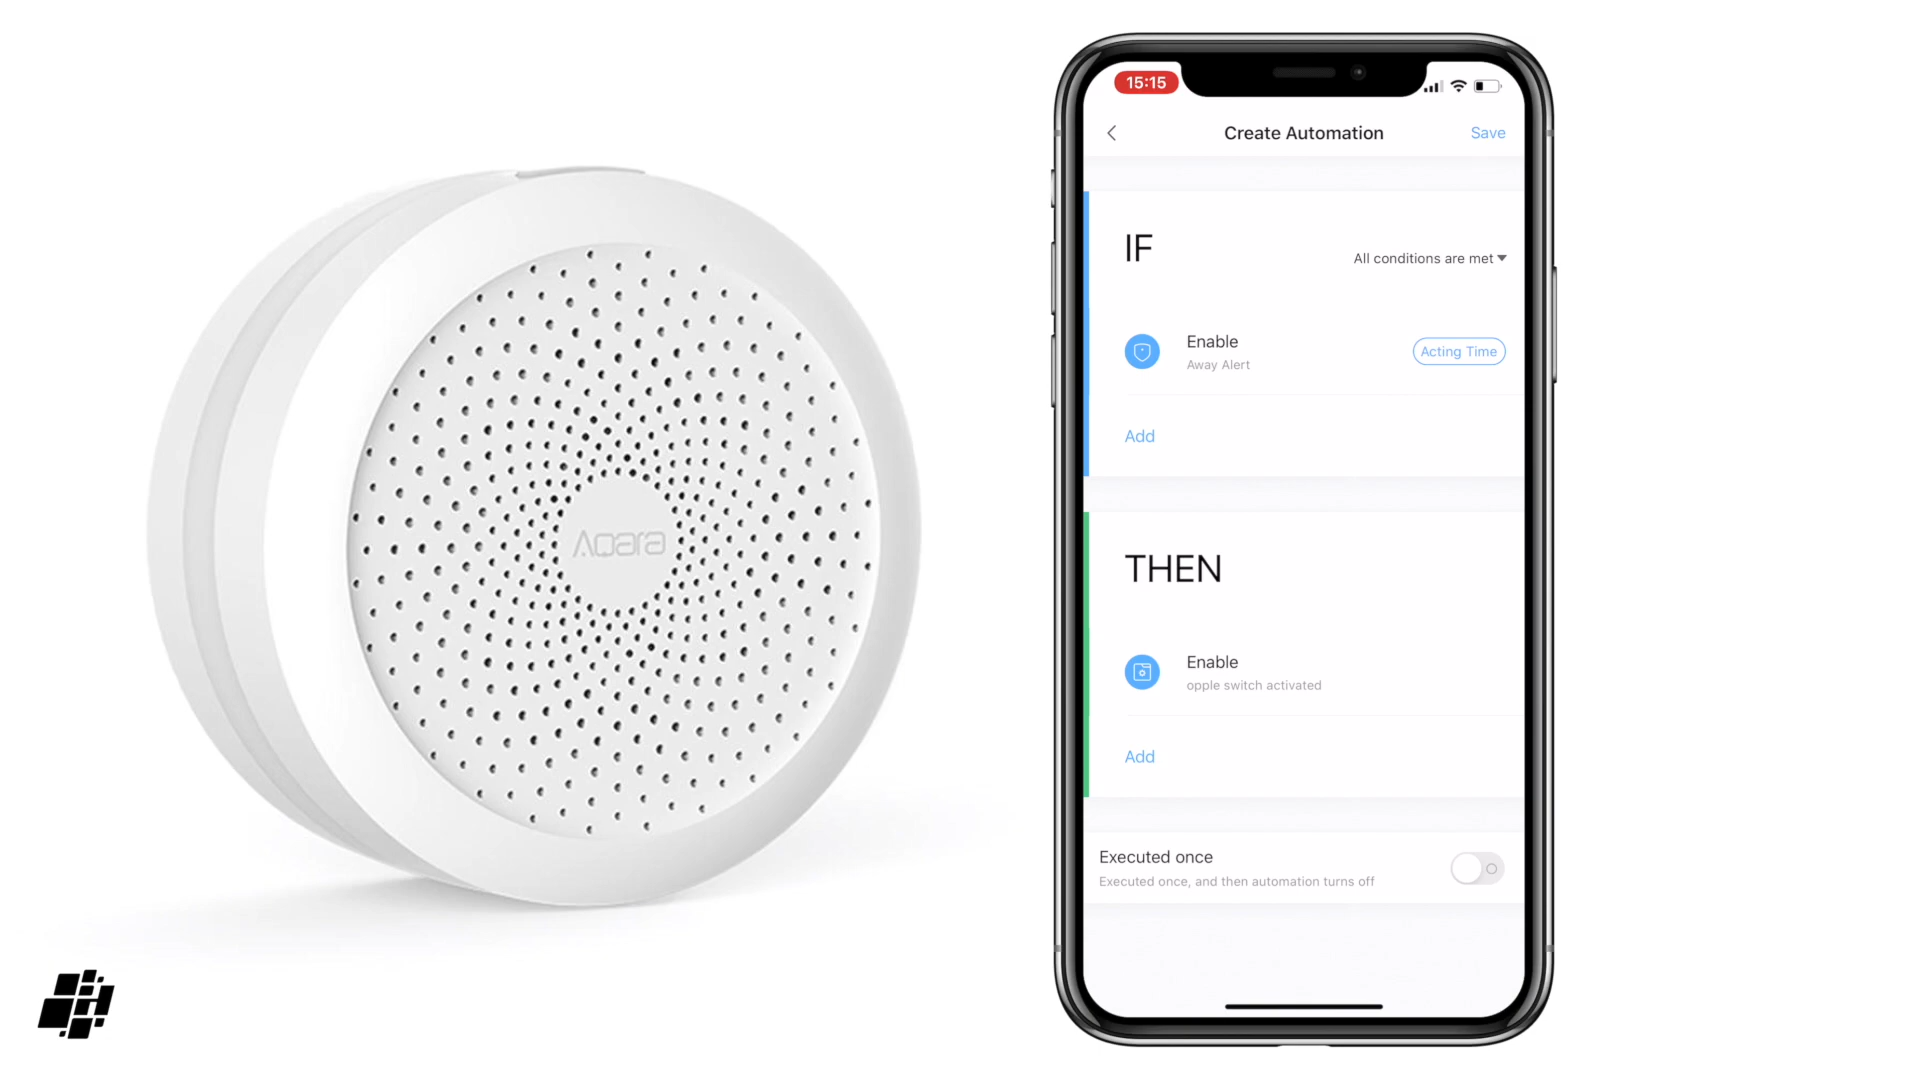 Aqara
15:15
Create Automation
Save
IF
All conditions are met
Enable
Away Alert
Acting Time
Add
THEN
Enable
opple switch activated
Add
Executed once
Executed once, and then automation turns off